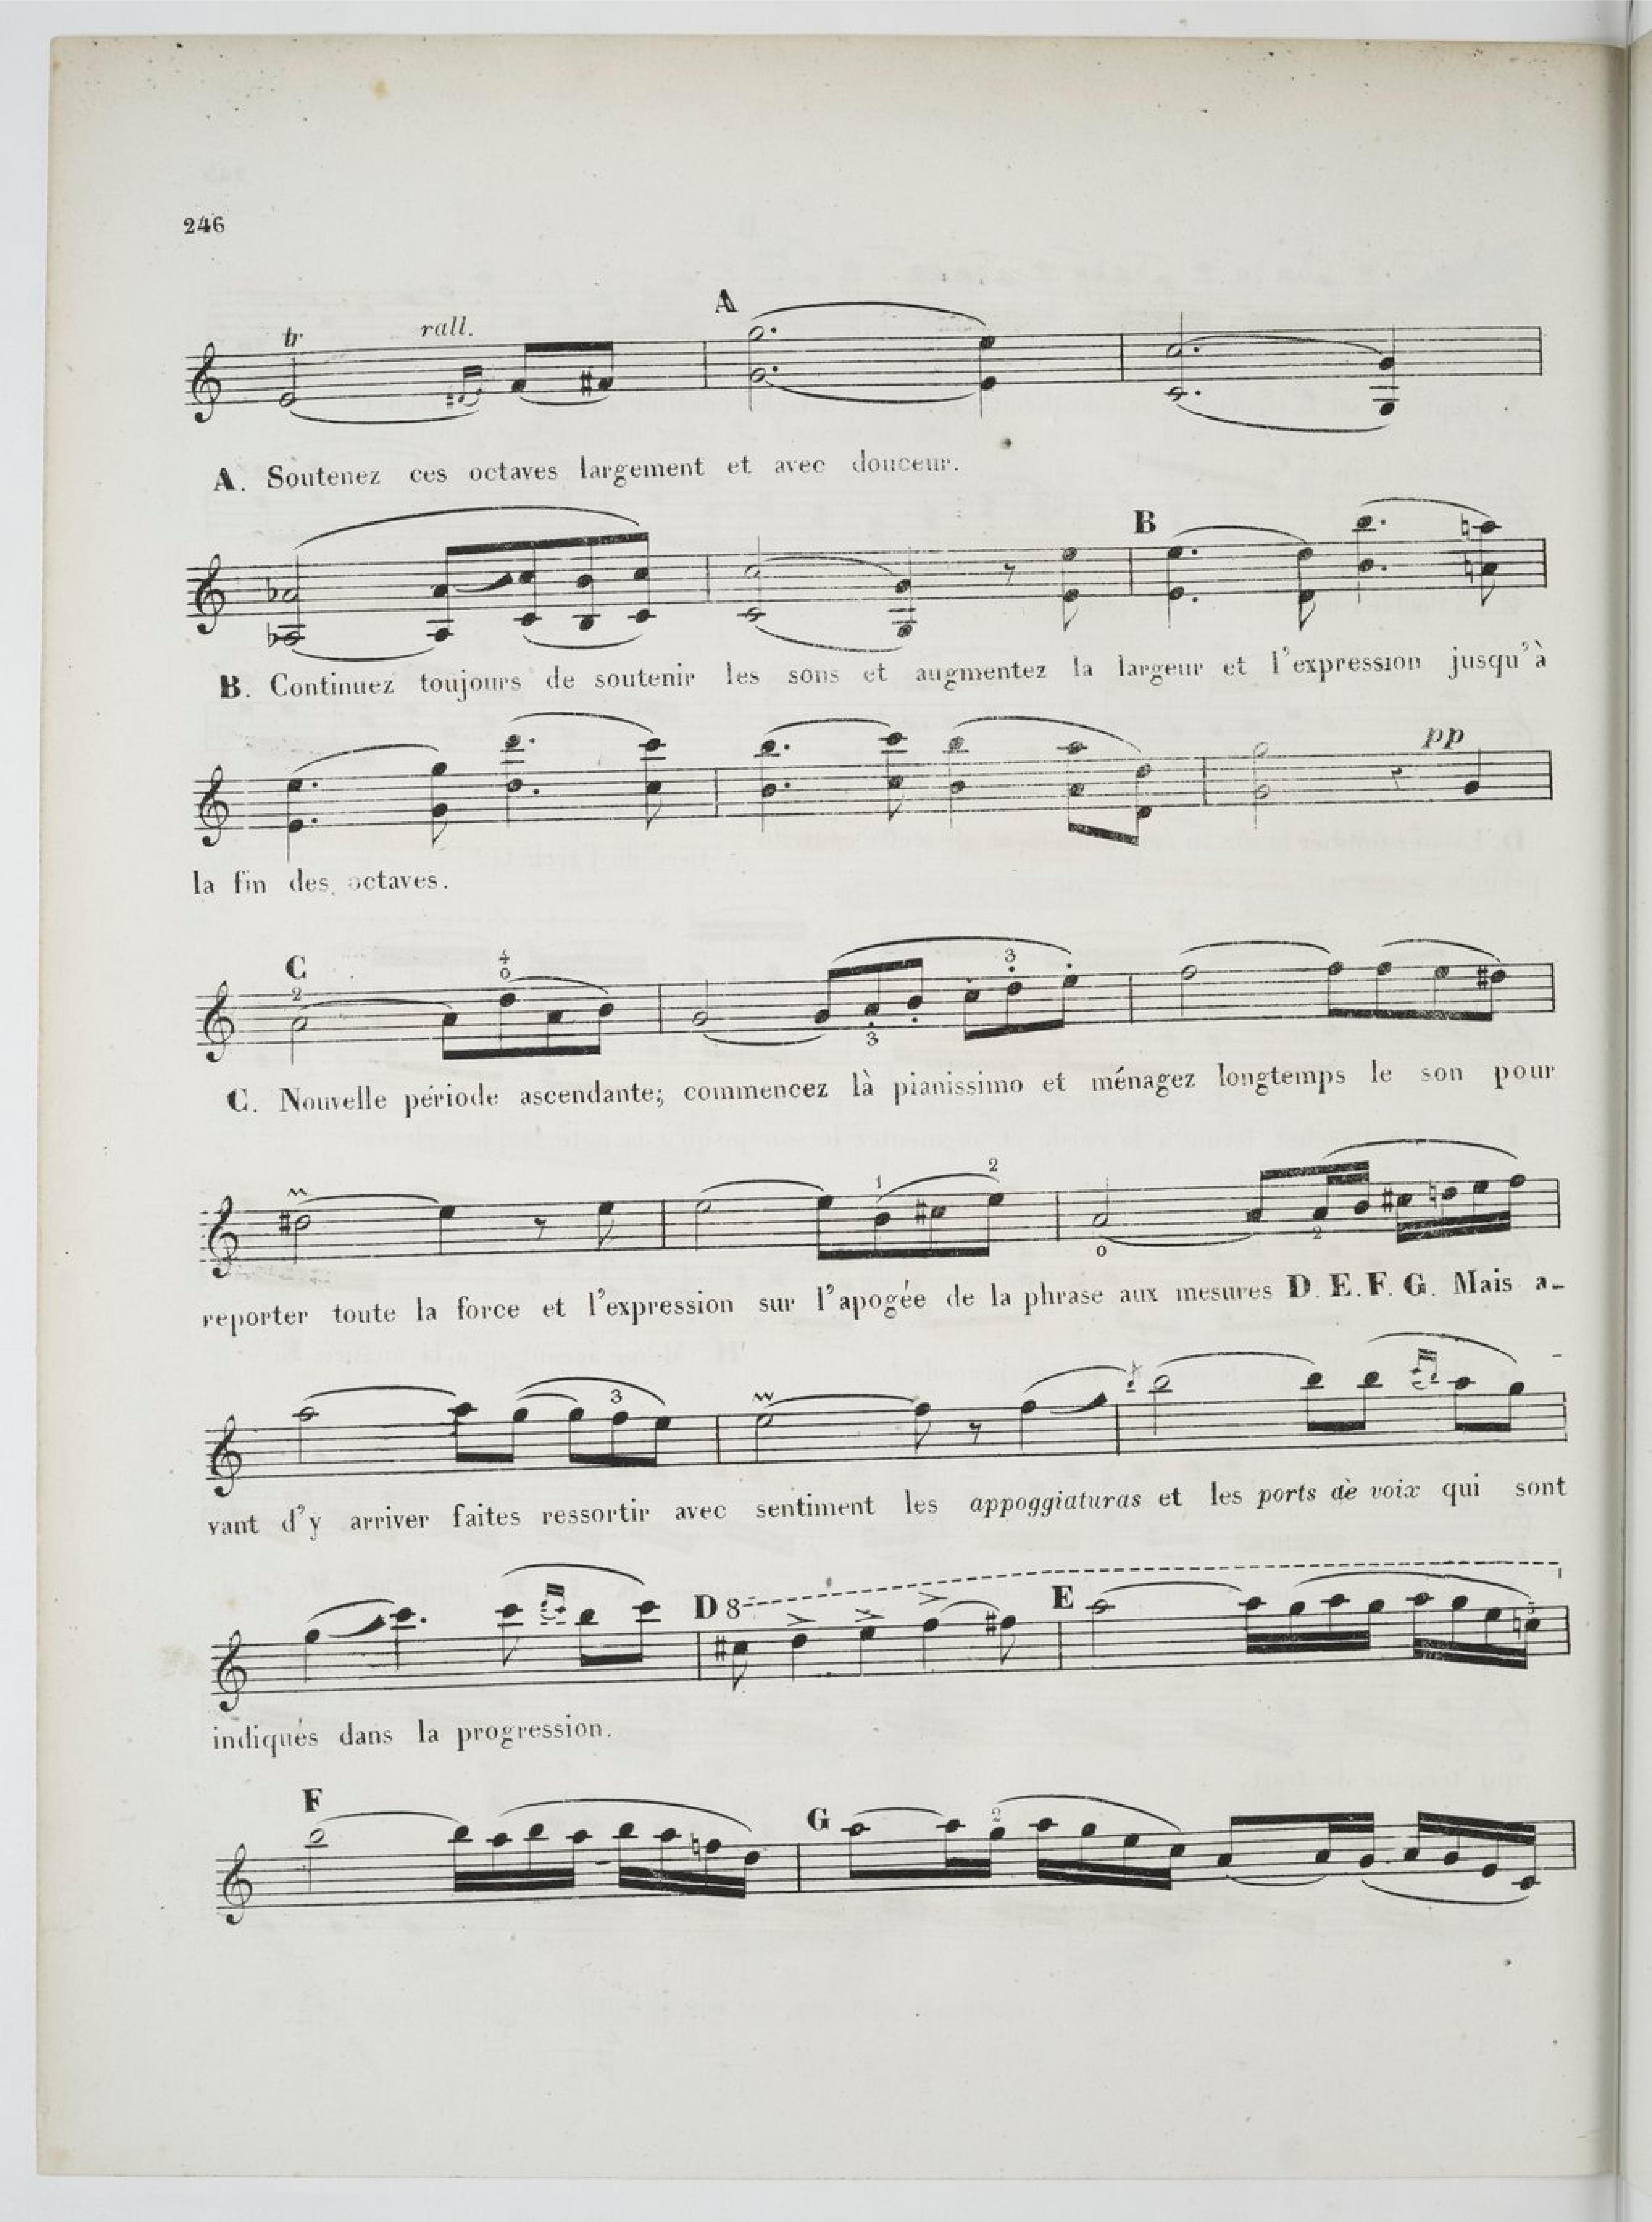 246
tr rall. A
A. Soutenez ces octaves largement et avec douceur.
B
B. Continuez toujours de soutenir les sons et augmentez la largeur et l'expression jusqu'à
pp
la fin des octaves.
C 2 4 0 3 3
C. Nouvelle période ascendante; commencez là pianissimo et ménagez longtemps le son pour
1 2 0 2
reporter toute la force et l'expression sur l'apogée de la phrase aux mesures D. E. F. G. Mais a-
3
vant d'y arriver faites ressortir avec sentiment les appoggiaturas et les ports de voix qui sont
D 8 E
indiqués dans la progression.
F G 2